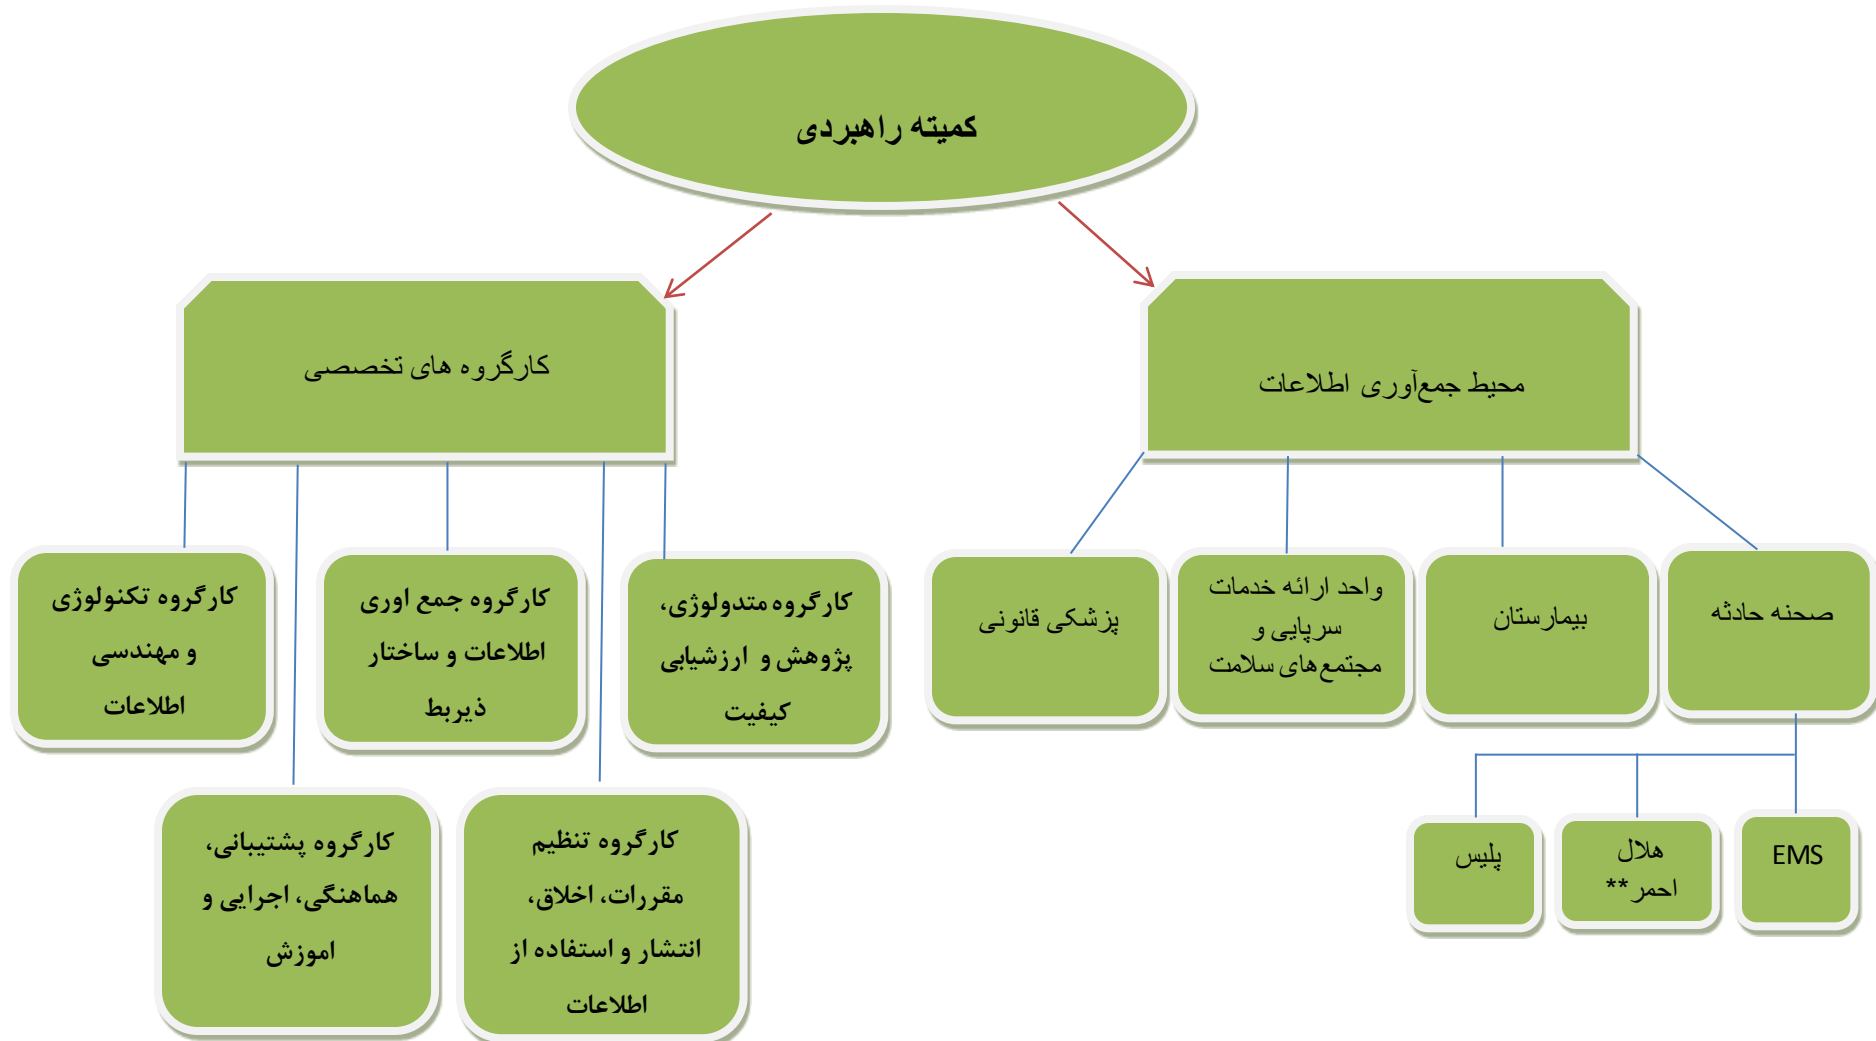 کمیته راهبردی
محیط جمع‌آوری اطلاعات
کارگروه های تخصصی
صحنه حادثه
بیمارستان
واحد ارائه خدمات
سرپایی و
مجتمع‌های سلامت
پزشکی قانونی
کارگروه متدولوژی،
پژوهش و ارزشیابی
کیفیت
کارگروه جمع اوری
اطلاعات و ساختار
ذیربط
کارگروه تکنولوژی
و مهندسی
اطلاعات
EMS
هلال
احمر**
پلیس
کارگروه تنظیم
مقررات، اخلاق،
انتشار و استفاده از
اطلاعات
کارگروه پشتیبانی،
هماهنگی، اجرایی و
اموزش